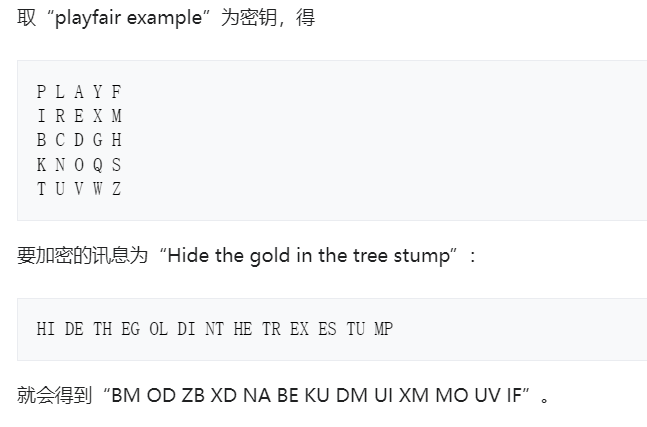 取“playfair example”为密钥，得
P L A Y F
I R E X M
B C D G H
K N O Q S
T U V W Z
要加密的讯息为“Hide the gold in the tree stump”：
HI DE TH EG OL DI NT HE TR EX ES TU MP
就会得到“BM OD ZB XD NA BE KU DM UI XM MO UV IF”。